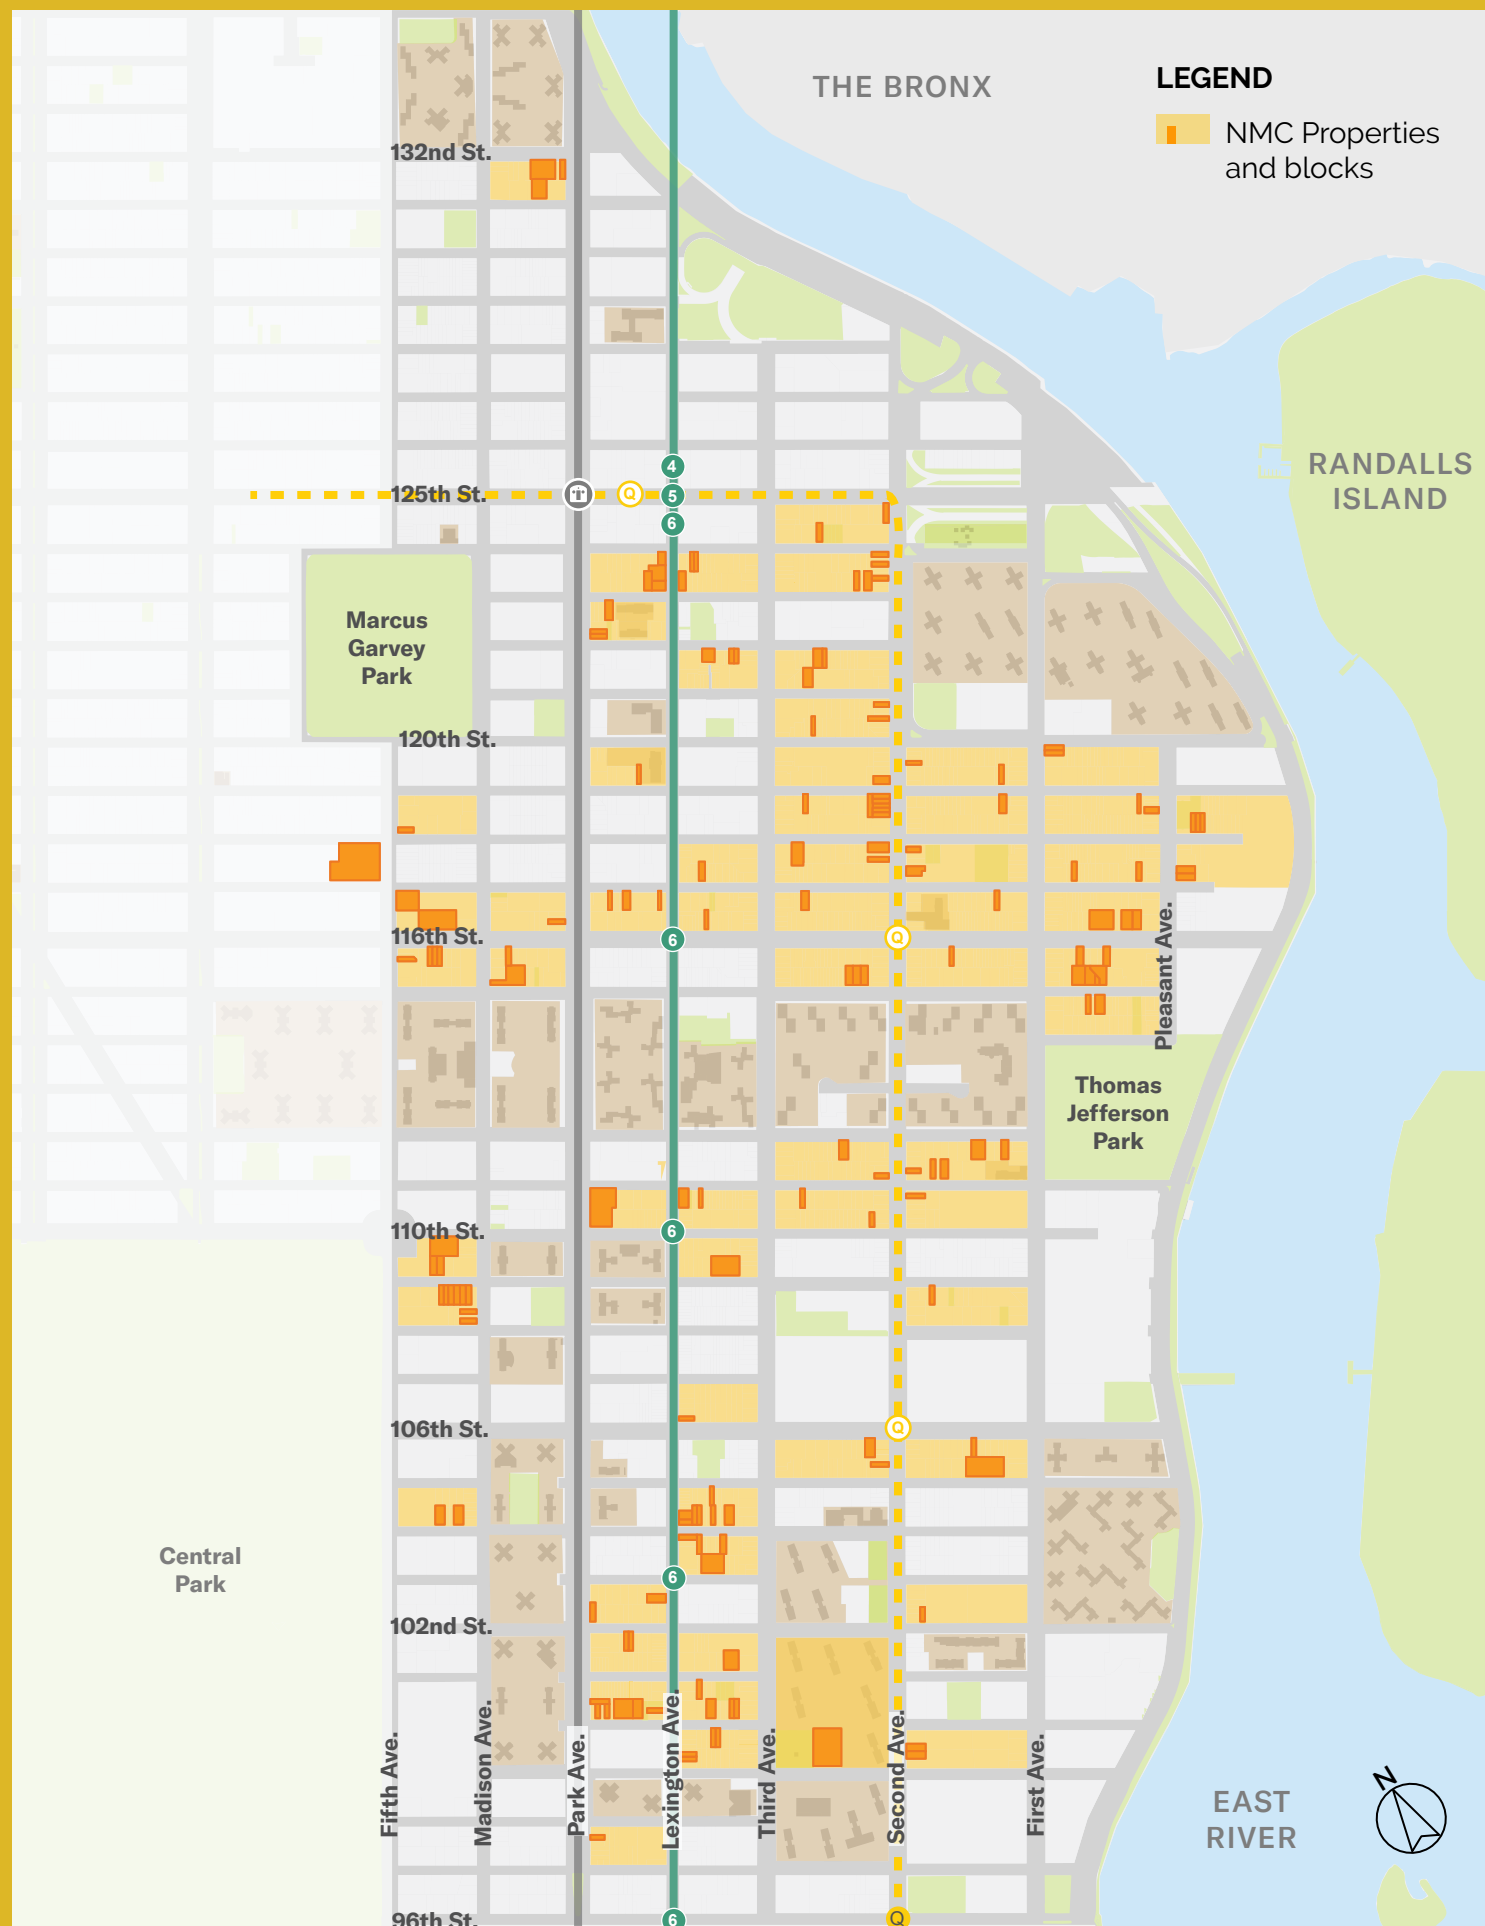 THE BRONX
LEGEND
NMC Properties
and blocks
132nd St.
RANDALLS
ISLAND
4
125th St.
Q
5
6
Marcus
Garvey
Park
120th St.
116th St.
6
Q
Pleasant Ave.
Thomas
Jefferson
Park
110th St.
6
106th St.
Q
Central
Park
6
102nd St.
Fifth Ave.
Madison Ave.
Park Ave.
Lexington Ave.
Third Ave.
Second Ave.
First Ave.
N
EAST
RIVER
96th St.
6
Q